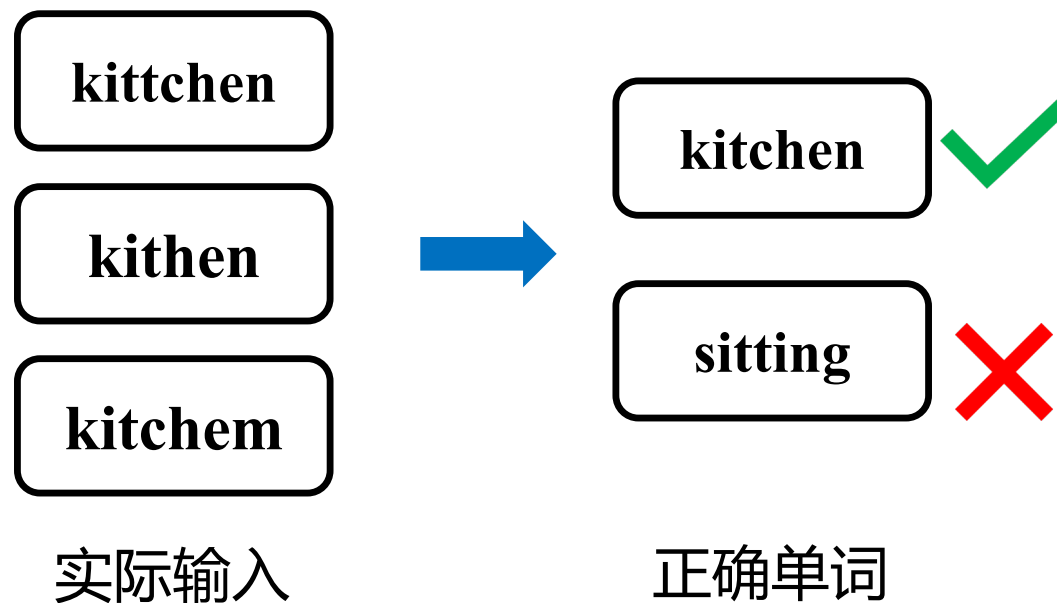 kittchen
kithen
kitchem
实际输入
kitchen
sitting
正确单词